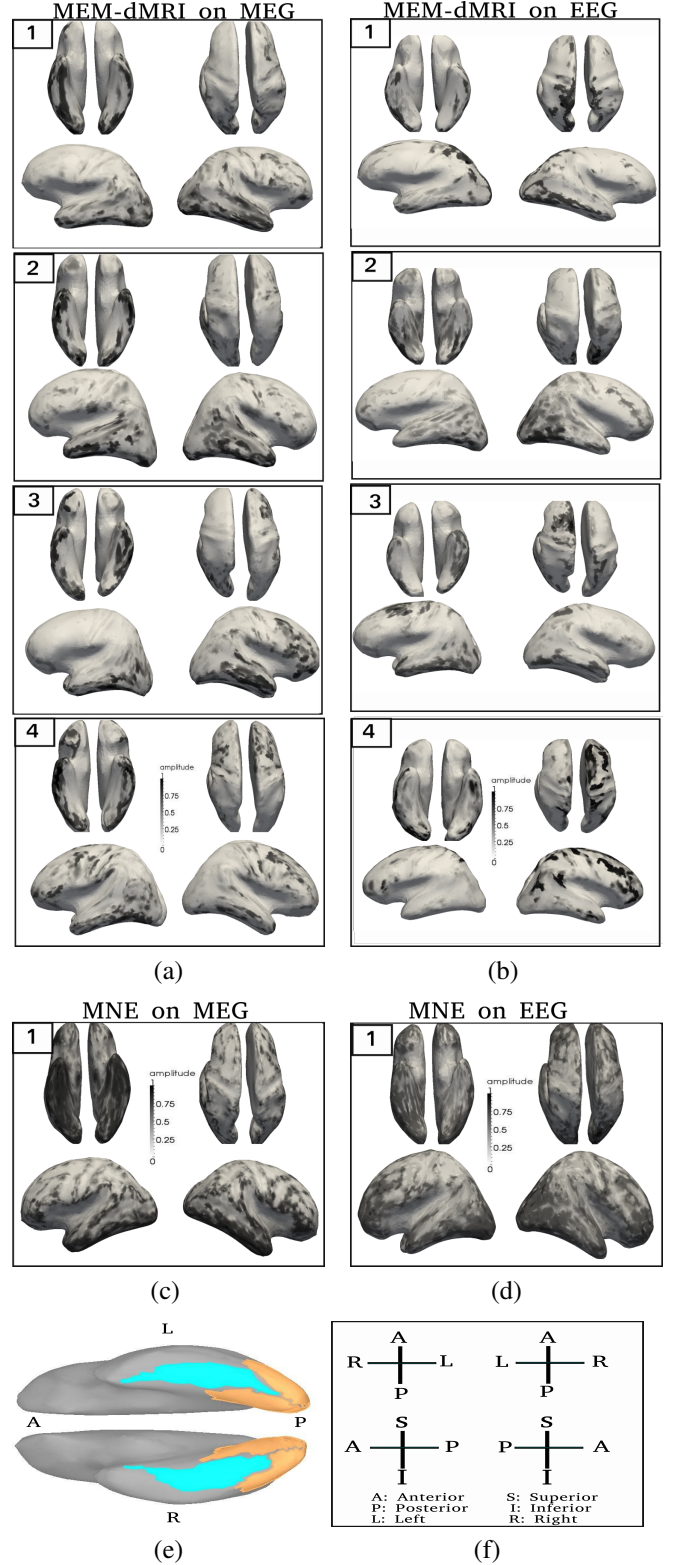 MEM-dMRI on MEG
MEM-dMRI on EEG
1
1
2
2
3
3
4
amplitude
0.75
0.5
0.25
0
4
amplitude
0.75
0.5
0.25
0
(a)
(b)
MNE on MEG
MNE on EEG
1
amplitude
0.75
0.5
0.25
0
1
amplitude
0.75
0.5
0.25
0
(c)
(d)
L
A
P
R
A
R L
P
A
L R
P
S
A P
I
S
P A
I
A: Anterior S: Superior
P: Posterior I: Inferior
L: Left R: Right
(e)
(f)